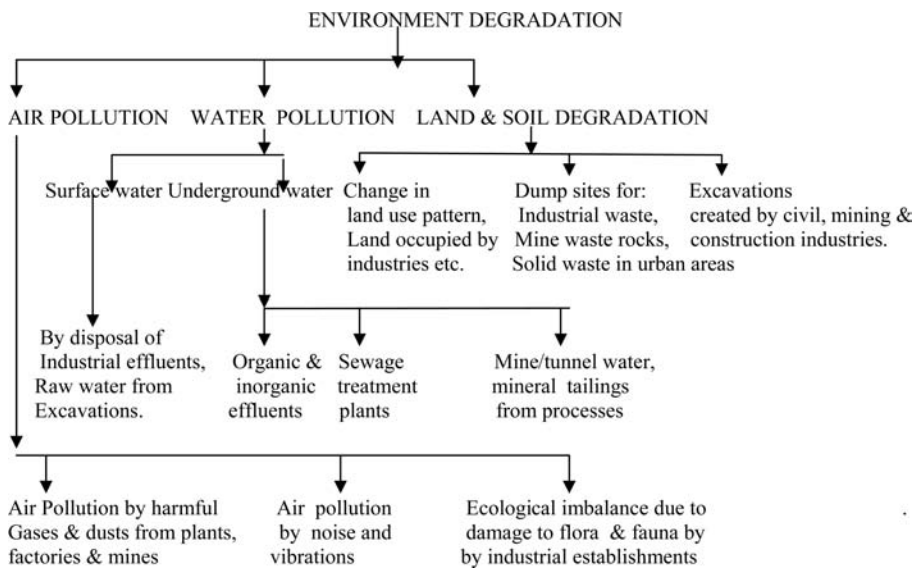 ENVIRONMENT DEGRADATION
AIR POLLUTION WATER POLLUTION LAND & SOIL DEGRADATION
Surface water Underground water
Change in
land use pattern,
Land occupied by
industries etc.
Dump sites for:
Industrial waste,
Mine waste rocks,
Solid waste in urban areas
Excavations
created by civil, mining &
construction industries.
By disposal of
Industrial effluents,
Raw water from
Excavations.
Organic &
inorganic
effluents
Sewage
treatment
plants
Mine/tunnel water,
mineral tailings
from processes
Air Pollution by harmful
Gases & dusts from plants,
factories & mines
Air pollution
by noise and
vibrations
Ecological imbalance due to
damage to flora & fauna by
by industrial establishments
.